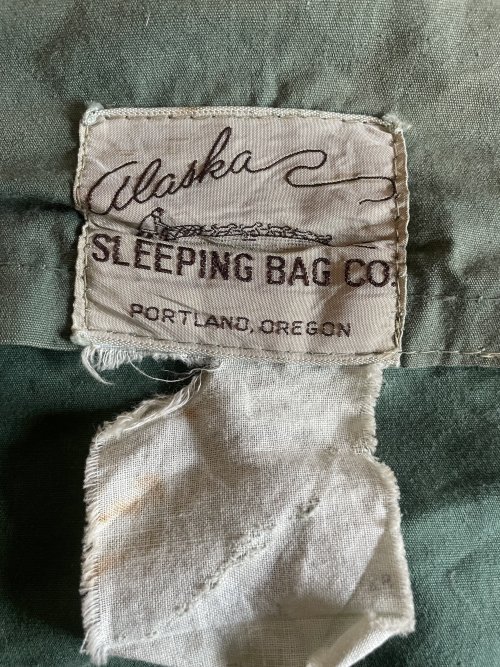 Alaska
SLEEPING BAG CO.
PORTLAND, OREGON